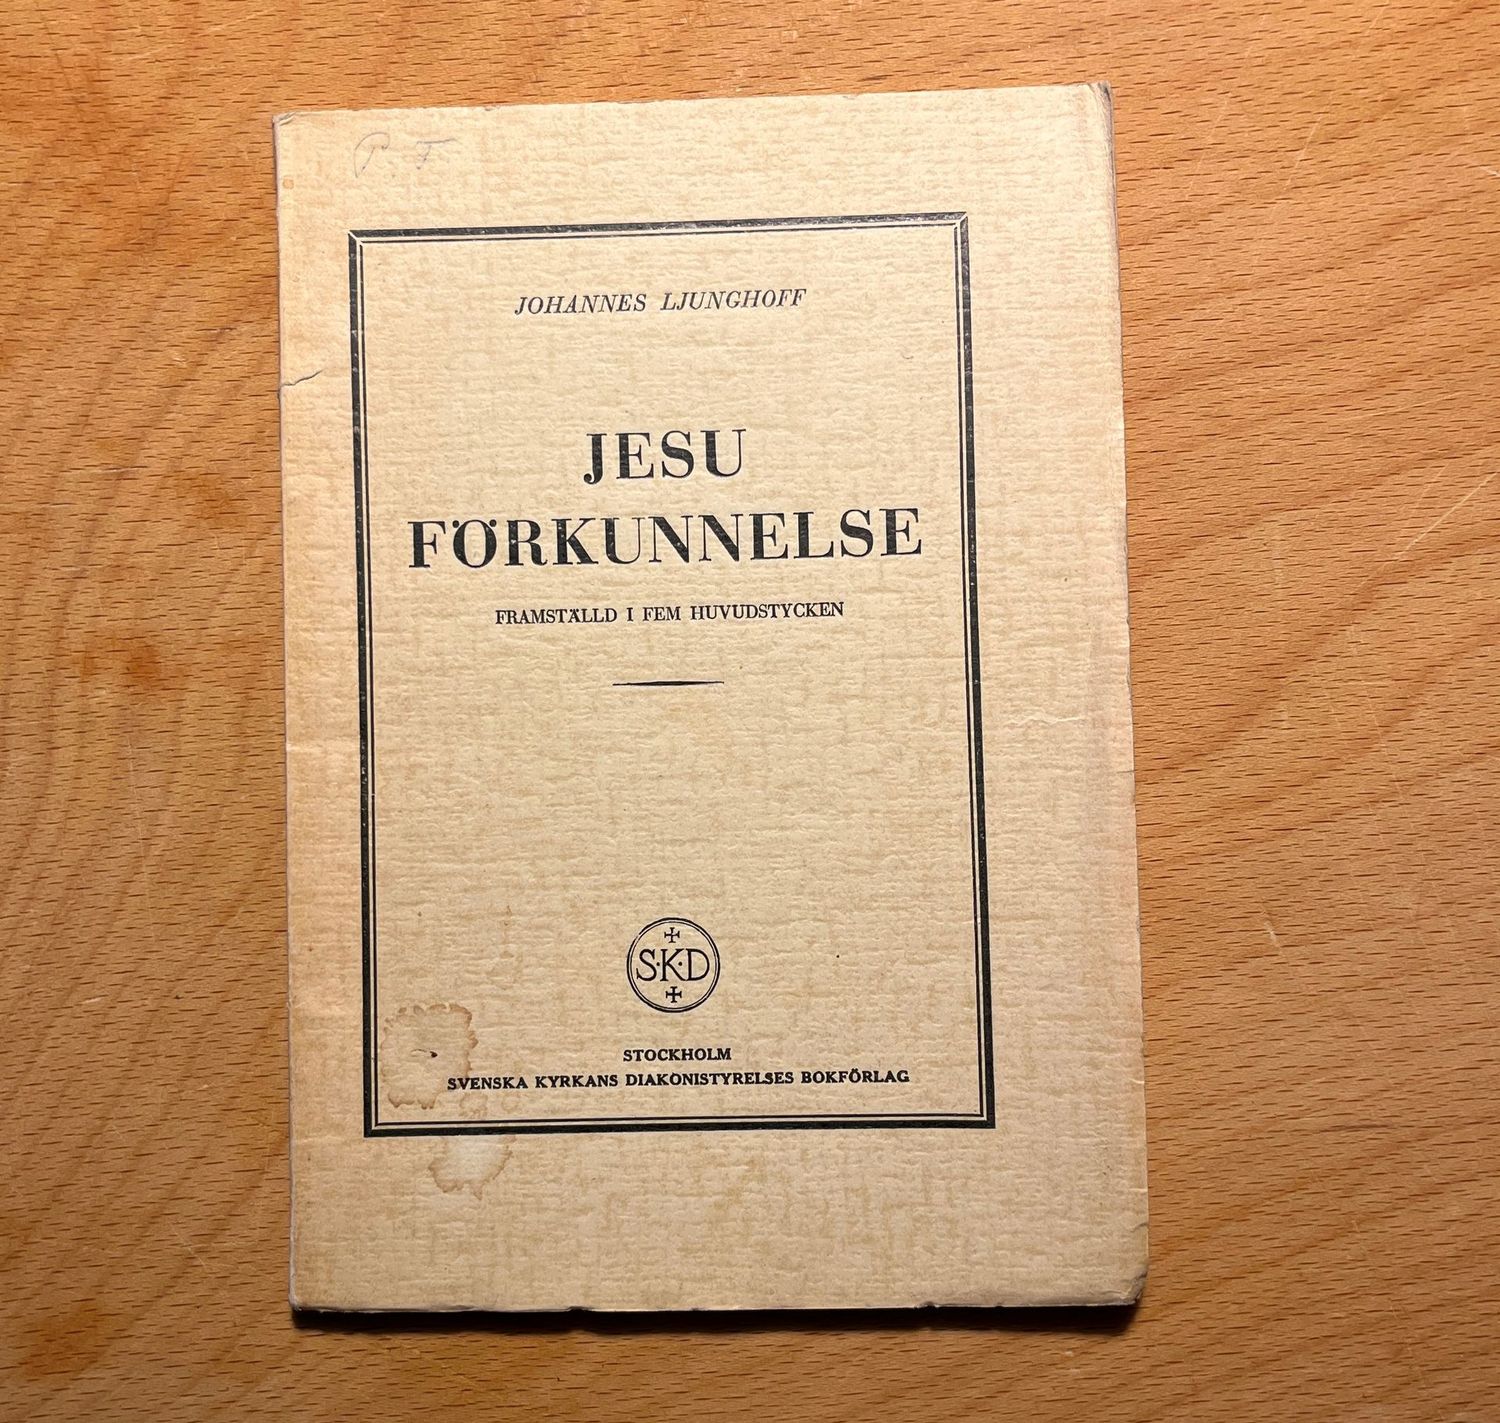 P. F.
JOHANNES LJUNGHOFF
JESU
FÖRKUNNELSE
FRAMSTÄLLD I FEM HUVUDSTYCKEN
S·K·D
STOCKHOLM
SVENSKA KYRKANS DIAKONISTYRELSES BOKFÖRLAG